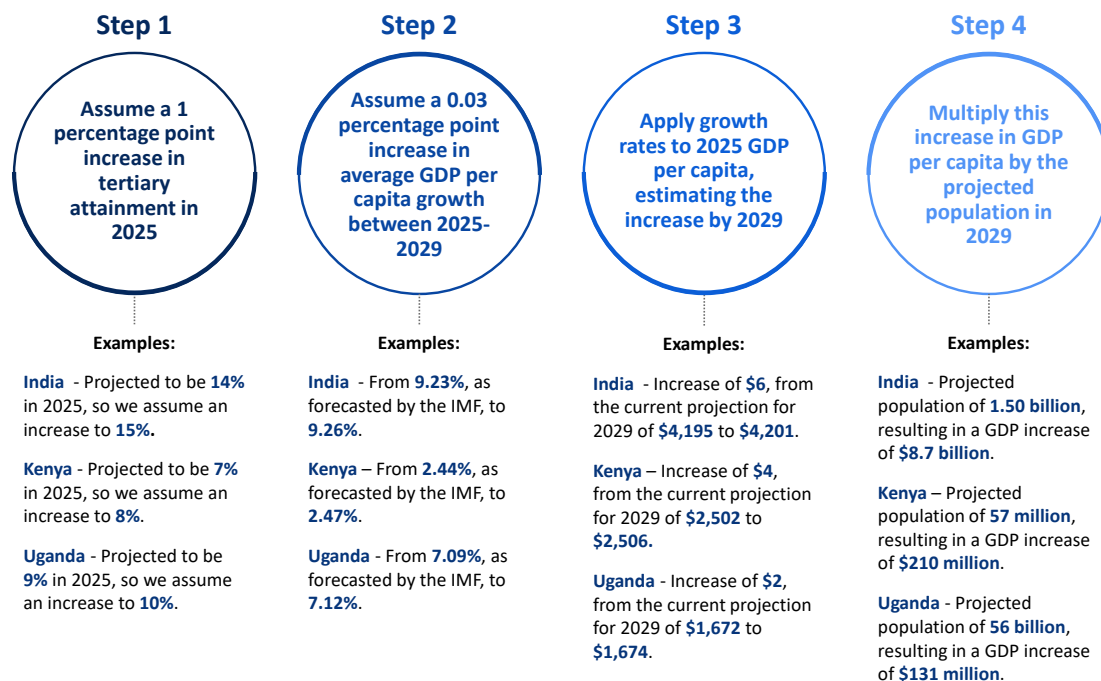 Step 1
Assume a 1
percentage point
increase in
tertiary
attainment in
2025
Examples:
India - Projected to be 14%
in 2025, so we assume an
increase to 15%.
Kenya - Projected to be 7%
in 2025, so we assume an
increase to 8%.
Uganda - Projected to be
9% in 2025, so we assume
an increase to 10%.
Step 2
Assume a 0.03
percentage point
increase in
average GDP per
capita growth
between 2025-
2029
Examples:
India - From 9.23%, as
forecasted by the IMF, to
9.26%.
Kenya – From 2.44%, as
forecasted by the IMF, to
2.47%.
Uganda - From 7.09%, as
forecasted by the IMF, to
7.12%.
Step 3
Apply growth
rates to 2025 GDP
per capita,
estimating the
increase by 2029
Examples:
India - Increase of $6, from
the current projection for
2029 of $4,195 to $4,201.
Kenya – Increase of $4,
from the current projection
for 2029 of $2,502 to
$2,506.
Uganda - Increase of $2,
from the current projection
for 2029 of $1,672 to
$1,674.
Step 4
Multiply this
increase in GDP
per capita by the
projected
population in
2029
Examples:
India - Projected
population of 1.50 billion,
resulting in a GDP increase
of $8.7 billion.
Kenya – Projected
population of 57 million,
resulting in a GDP increase
of $210 million.
Uganda - Projected
population of 56 billion,
resulting in a GDP increase
of $131 million.